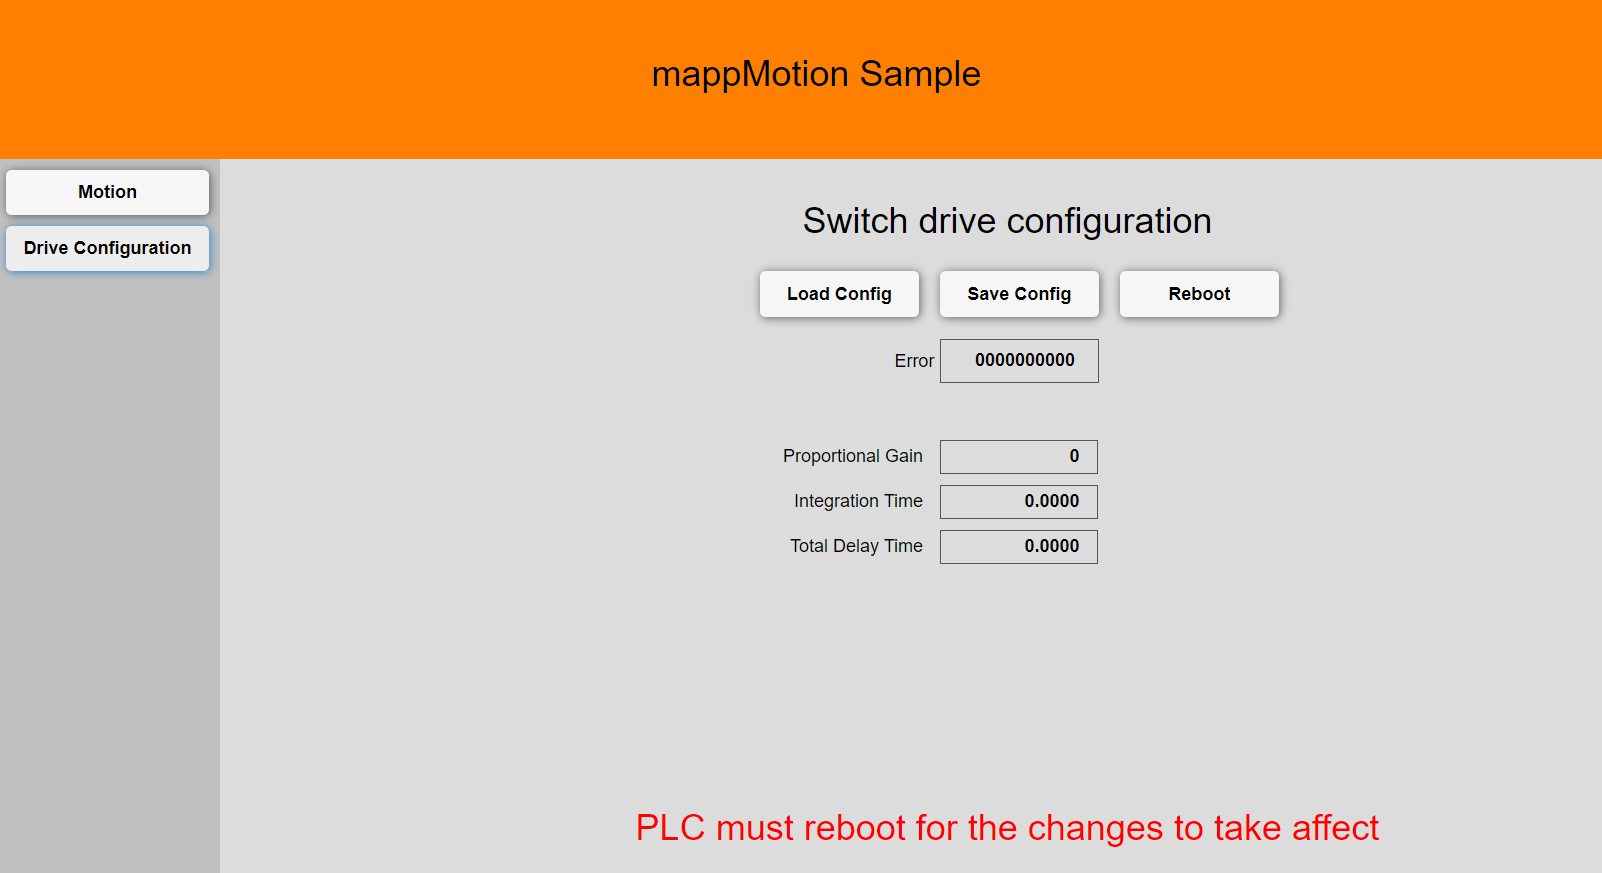 mappMotion Sample
Motion
Drive Configuration
Switch drive configuration
Load Config Save Config Reboot
Error 0000000000
Proportional Gain 0
Integration Time 0.0000
Total Delay Time 0.0000
PLC must reboot for the changes to take affect